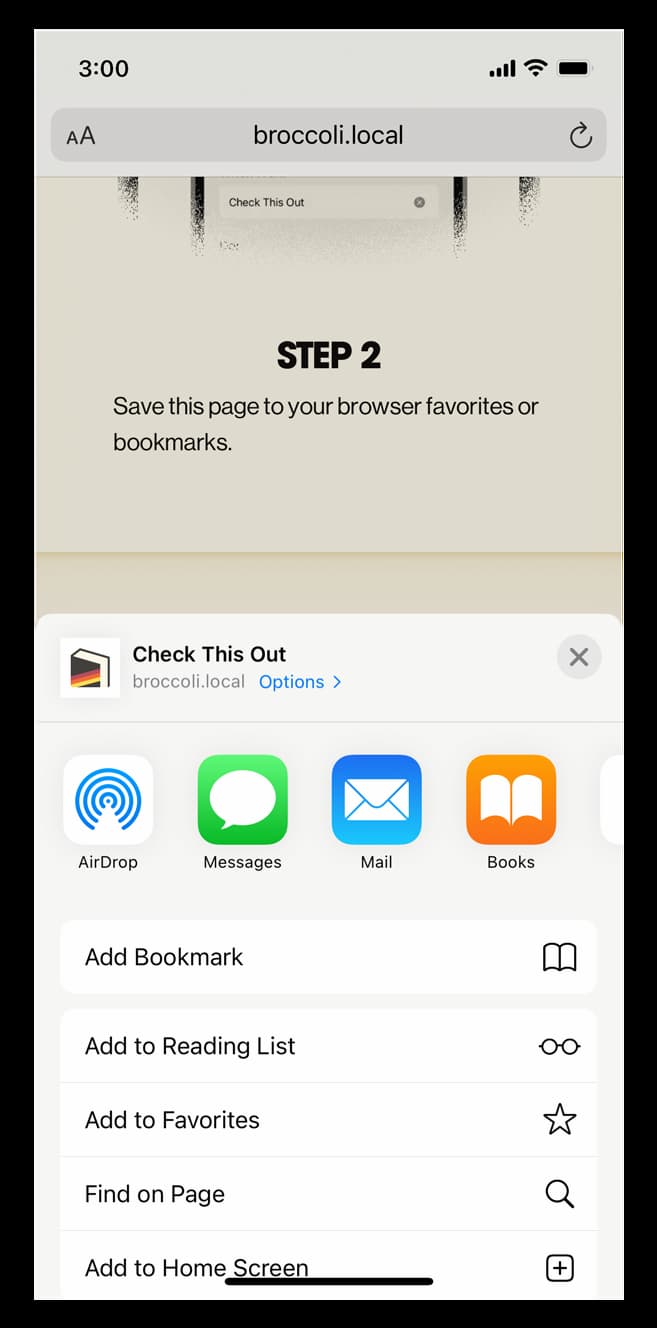 3:00
AA broccoli.local
Check This Out
STEP 2
Save this page to your browser favorites or
bookmarks.
Check This Out
broccoli.local Options >
AirDrop Messages Mail Books
Add Bookmark
Add to Reading List
Add to Favorites
Find on Page
Add to Home Screen